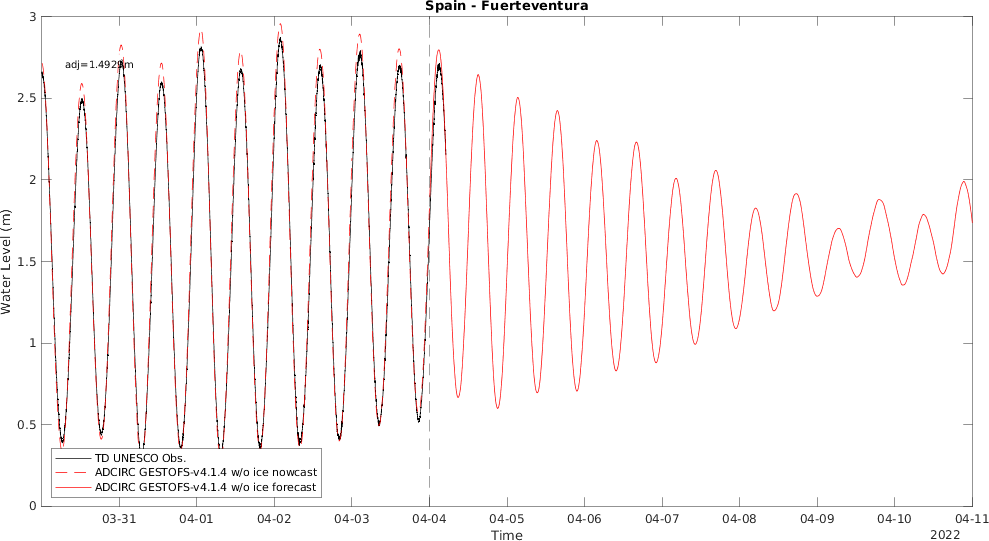 Spain - Fuerteventura
3
2.5
2
1.5
1
0.5
0
Water Level (m)
adj=1.4929m
TD UNESCO Obs.
ADCIRC GESTOFS-v4.1.4 w/o ice nowcast
ADCIRC GESTOFS-v4.1.4 w/o ice forecast
03-31 04-01 04-02 04-03 04-04 04-05 04-06 04-07 04-08 04-09 04-10 04-11
Time
2022